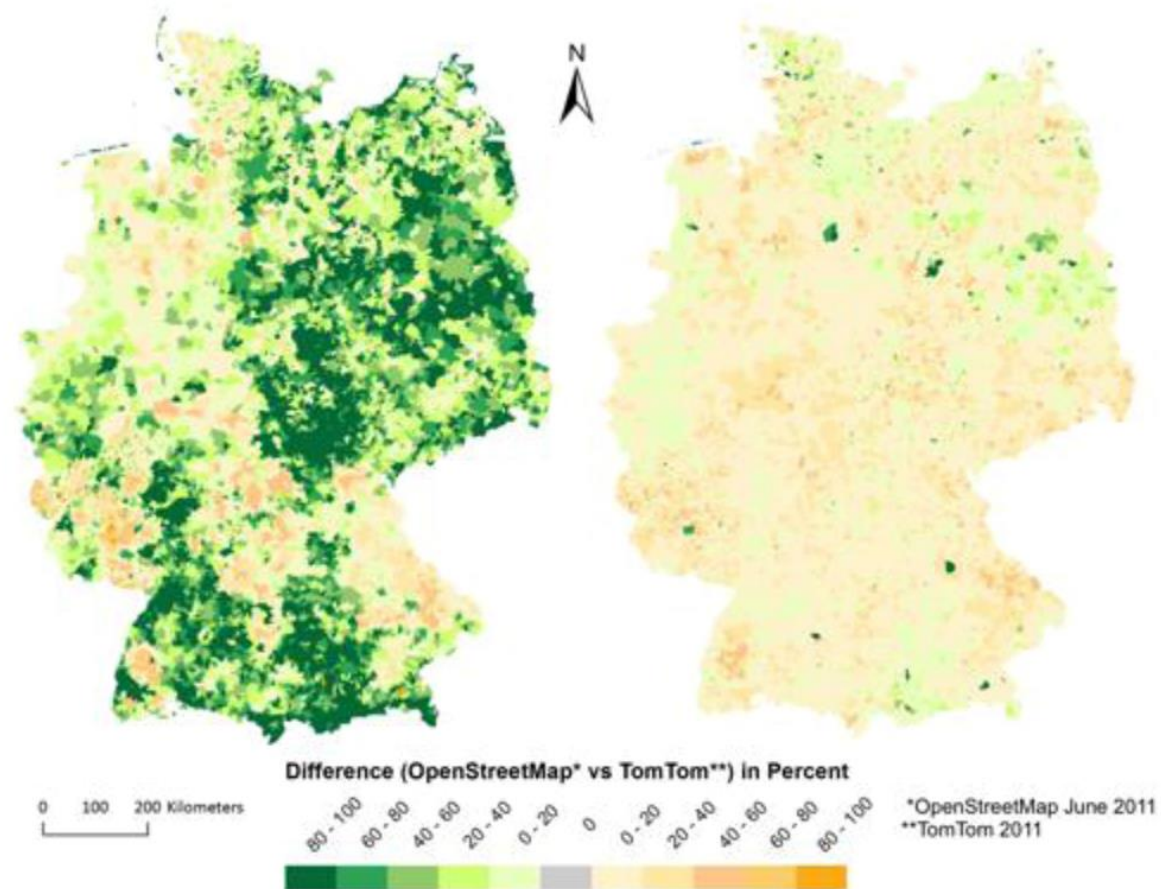 N
Difference (OpenStreetMap* vs TomTom**) in Percent
0 100 200 Kilometers
80 - 100
60 - 80
40 - 60
20 - 40
0 - 20
0
0 - 20
20 - 40
40 - 60
60 - 80
80 - 100
*OpenStreetMap June 2011
**TomTom 2011